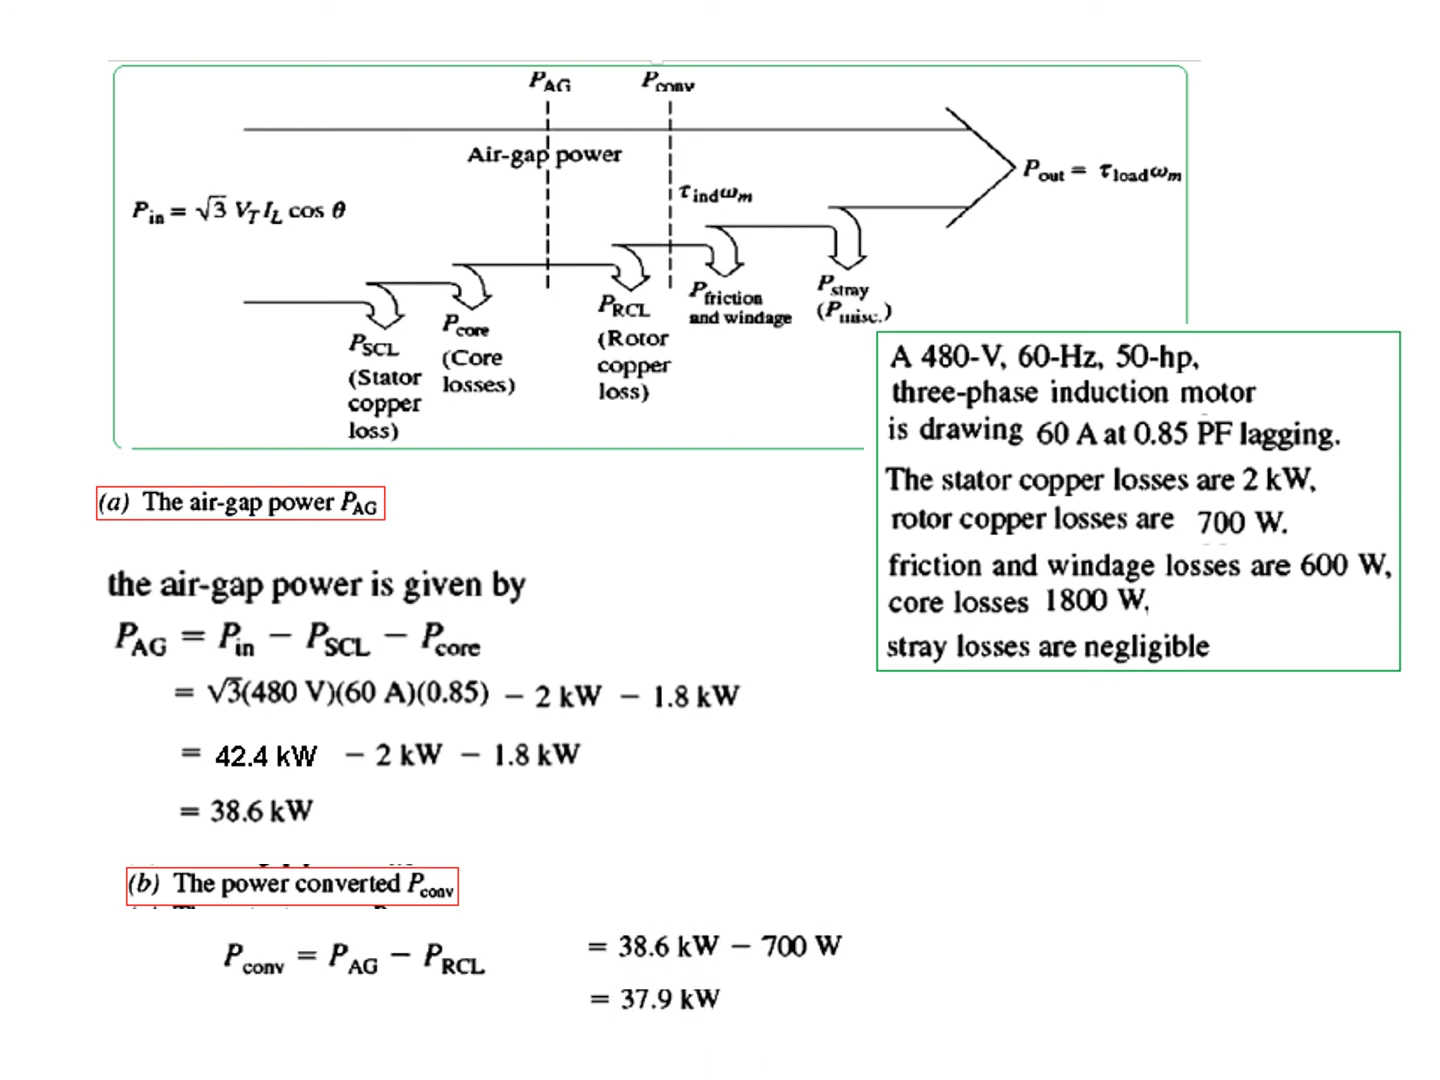 P_AG P_conv
Air-gap power
P_in = √3 V_T I_L cos θ
τ_ind ω_m
P_out = τ_load ω_m
P_SCL
(Stator
copper
loss)
P_core
(Core
losses)
P_RCL
(Rotor
copper
loss)
P_friction
and windage
P_stray
(P_misc.)
A 480-V, 60-Hz, 50-hp,
three-phase induction motor
is drawing 60 A at 0.85 PF lagging.
The stator copper losses are 2 kW,
rotor copper losses are 700 W.
friction and windage losses are 600 W,
core losses 1800 W,
stray losses are negligible
(a) The air-gap power P_AG
the air-gap power is given by
P_AG = P_in − P_SCL − P_core
= √3(480 V)(60 A)(0.85) − 2 kW − 1.8 kW
= 42.4 kW − 2 kW − 1.8 kW
= 38.6 kW
(b) The power converted P_conv
P_conv = P_AG − P_RCL = 38.6 kW − 700 W
= 37.9 kW